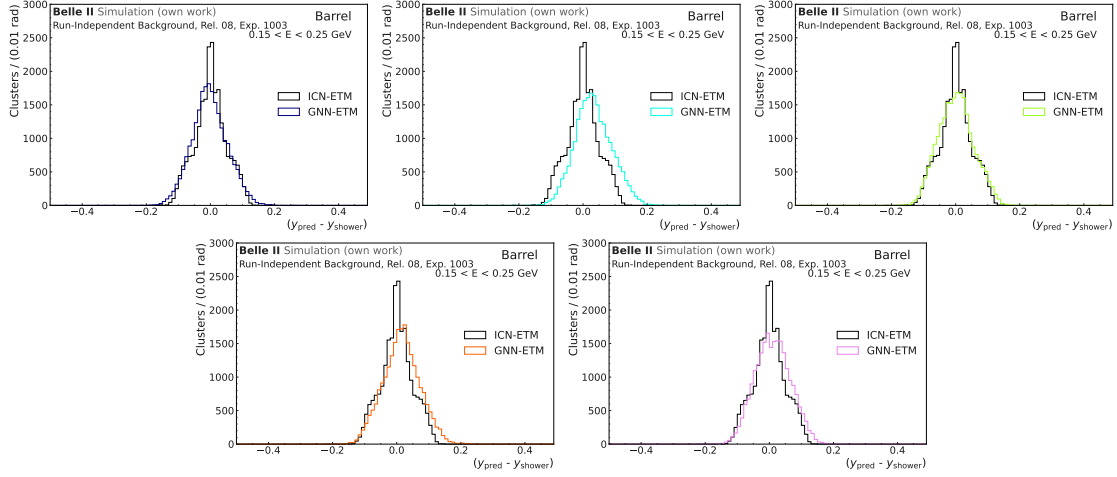 Belle II Simulation (own work)
Barrel
Run-Independent Background, Rel. 08, Exp. 1003
0.15 < E < 0.25 GeV
Clusters / (0.01 rad)
3000
2500
2000
1500
1000
500
0
ICN-ETM
GNN-ETM
−0.4 −0.2 0.0 0.2 0.4
(ypred - yshower)
Belle II Simulation (own work)
Barrel
Run-Independent Background, Rel. 08, Exp. 1003
0.15 < E < 0.25 GeV
Clusters / (0.01 rad)
3000
2500
2000
1500
1000
500
0
ICN-ETM
GNN-ETM
−0.4 −0.2 0.0 0.2 0.4
(ypred - yshower)
Belle II Simulation (own work)
Barrel
Run-Independent Background, Rel. 08, Exp. 1003
0.15 < E < 0.25 GeV
Clusters / (0.01 rad)
3000
2500
2000
1500
1000
500
0
ICN-ETM
GNN-ETM
−0.4 −0.2 0.0 0.2 0.4
(ypred - yshower)
Belle II Simulation (own work)
Barrel
Run-Independent Background, Rel. 08, Exp. 1003
0.15 < E < 0.25 GeV
Clusters / (0.01 rad)
3000
2500
2000
1500
1000
500
0
ICN-ETM
GNN-ETM
−0.4 −0.2 0.0 0.2 0.4
(ypred - yshower)
Belle II Simulation (own work)
Barrel
Run-Independent Background, Rel. 08, Exp. 1003
0.15 < E < 0.25 GeV
Clusters / (0.01 rad)
3000
2500
2000
1500
1000
500
0
ICN-ETM
GNN-ETM
−0.4 −0.2 0.0 0.2 0.4
(ypred - yshower)